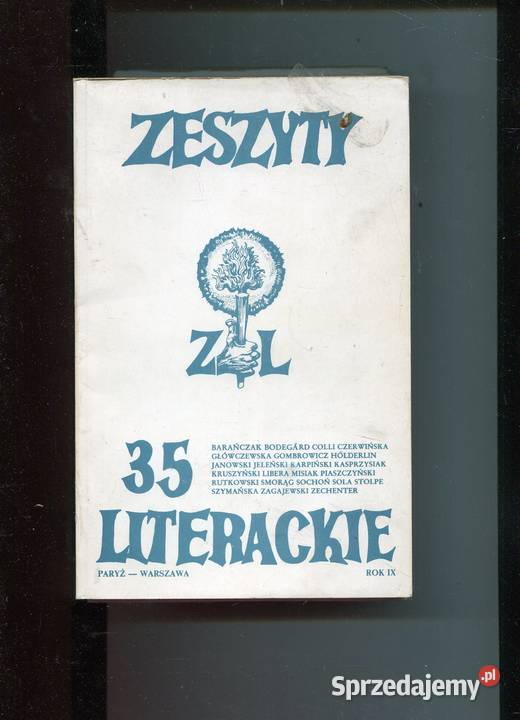 ZESZYTY
Z L
35
BARAŃCZAK BODEGÅRD COLLI CZERWIŃSKA
GŁÓWCZEWSKA GOMBROWICZ HÖLDERLIN
JANOWSKI JELEŃSKI KARPIŃSKI KASPRZYSIAK
KRUSZYŃSKI LIBERA MISIAK PIASZCZYŃSKI
RUTKOWSKI SMORĄG SOCHOŃ SOLA STOLPE
SZYMAŃSKA ZAGAJEWSKI ZECHENTER
LITERACKIE
PARYŻ — WARSZAWA ROK IX
Sprzedajemy.pl